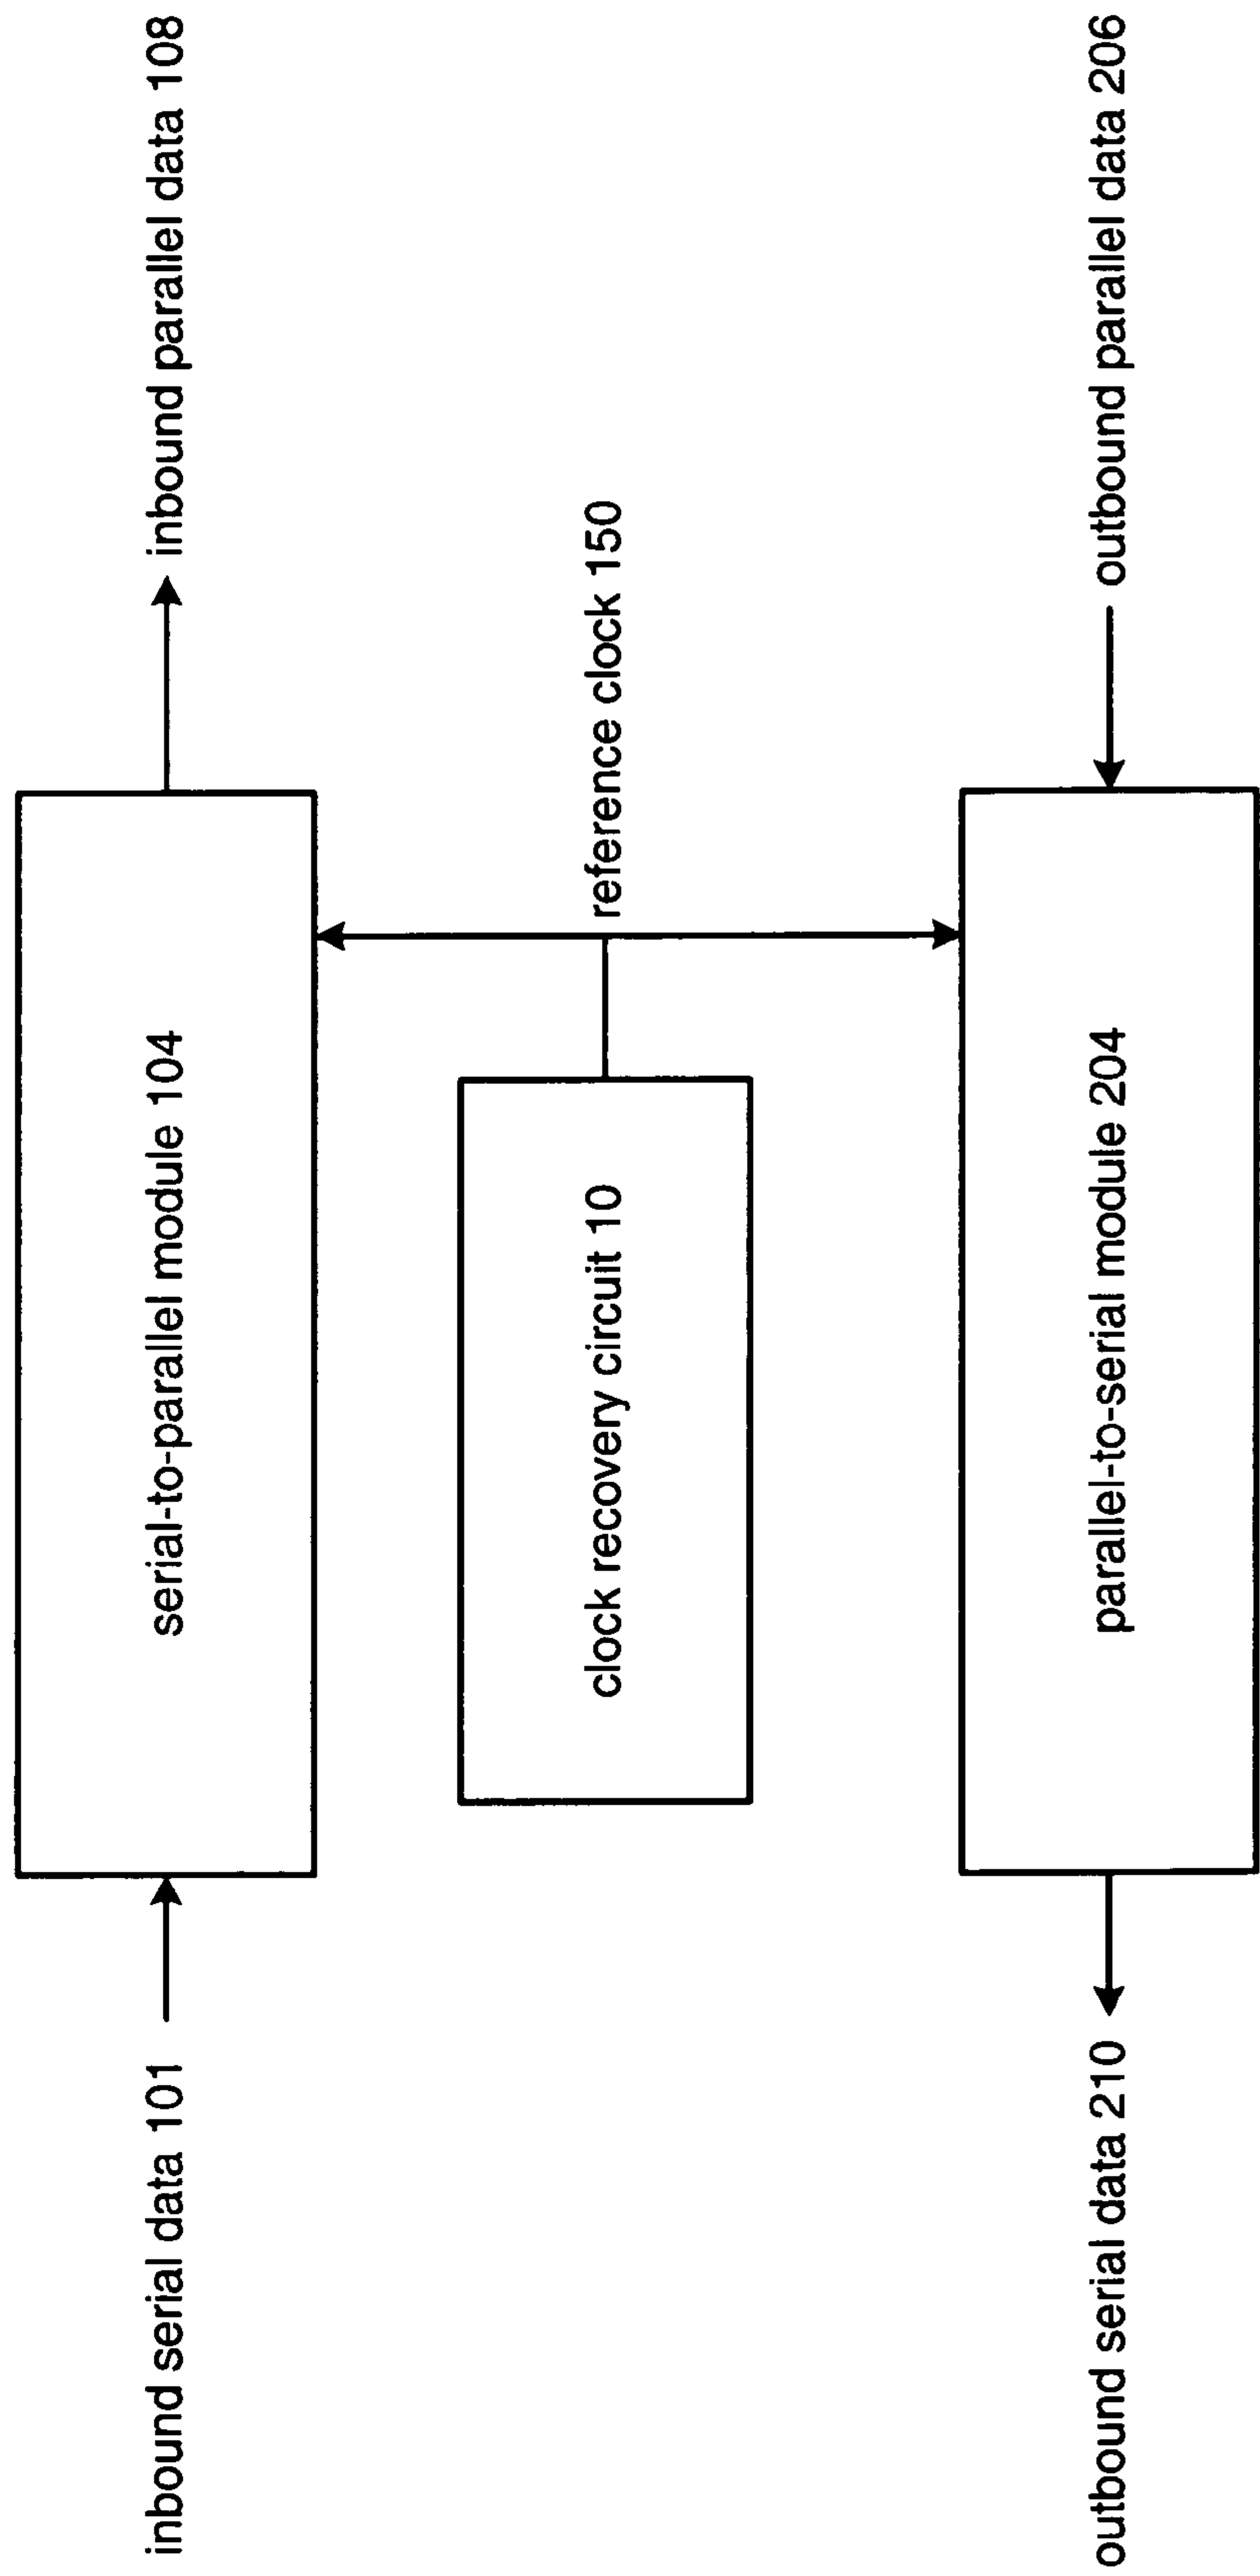 inbound serial data 101
serial-to-parallel module 104
inbound parallel data 108
clock recovery circuit 10
reference clock 150
outbound serial data 210
parallel-to-serial module 204
outbound parallel data 206